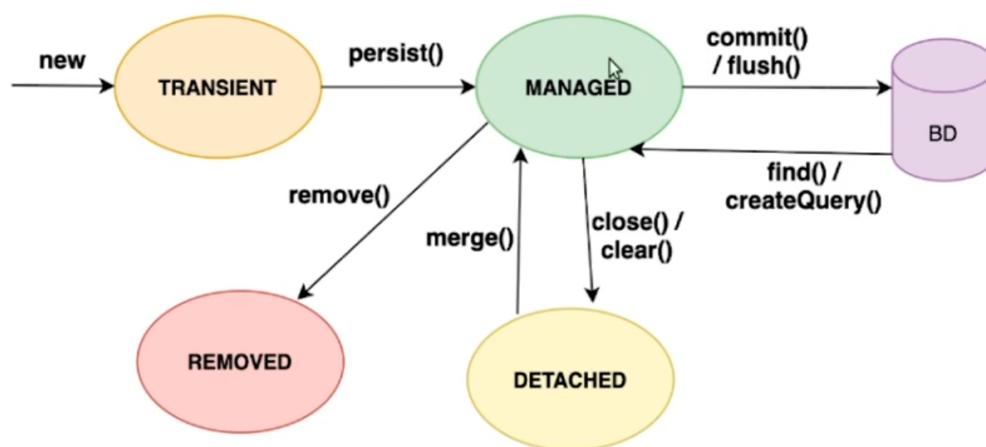 new
TRANSIENT
persist()
MANAGED
commit()
/ flush()
BD
find() /
createQuery()
remove()
merge()
close() /
clear()
REMOVED
DETACHED